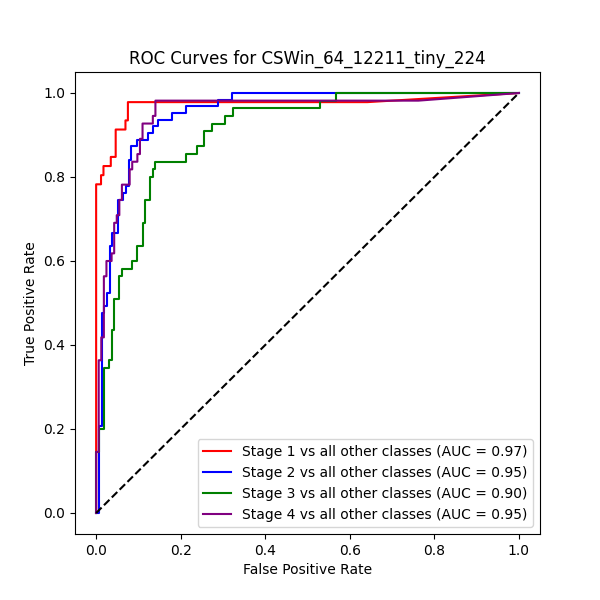 ROC Curves for CSWin_64_12211_tiny_224
True Positive Rate
1.0
0.8
0.6
0.4
0.2
0.0
Stage 1 vs all other classes (AUC = 0.97)
Stage 2 vs all other classes (AUC = 0.95)
Stage 3 vs all other classes (AUC = 0.90)
Stage 4 vs all other classes (AUC = 0.95)
0.0 0.2 0.4 0.6 0.8 1.0
False Positive Rate